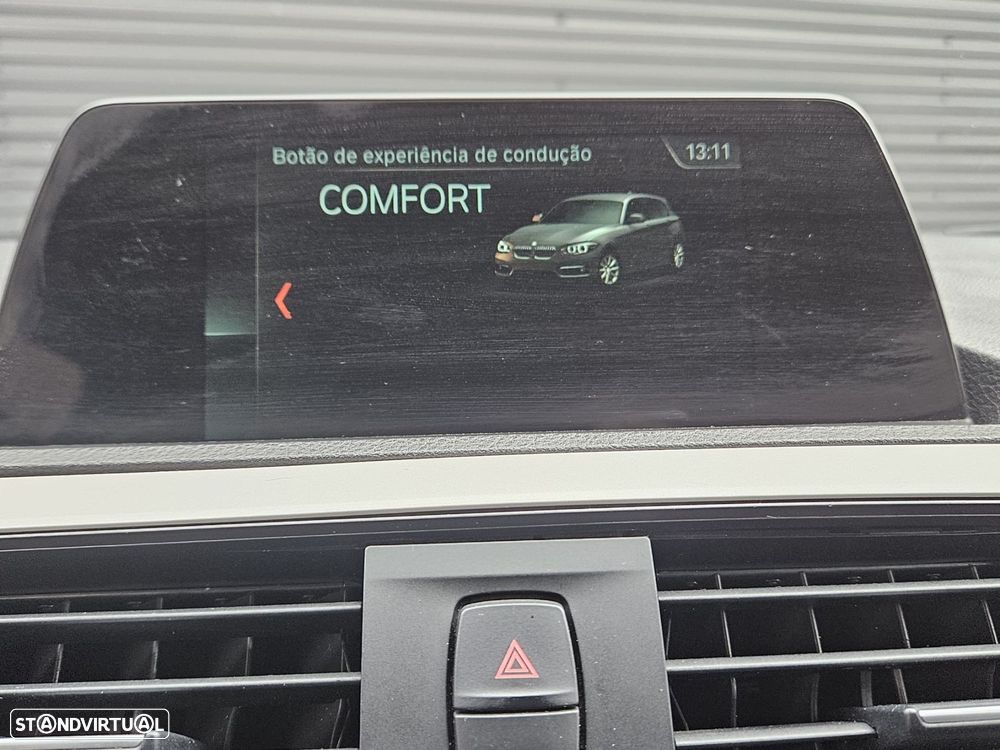 Botão de experiência de condução
13:11
COMFORT
STANDVIRTUAL